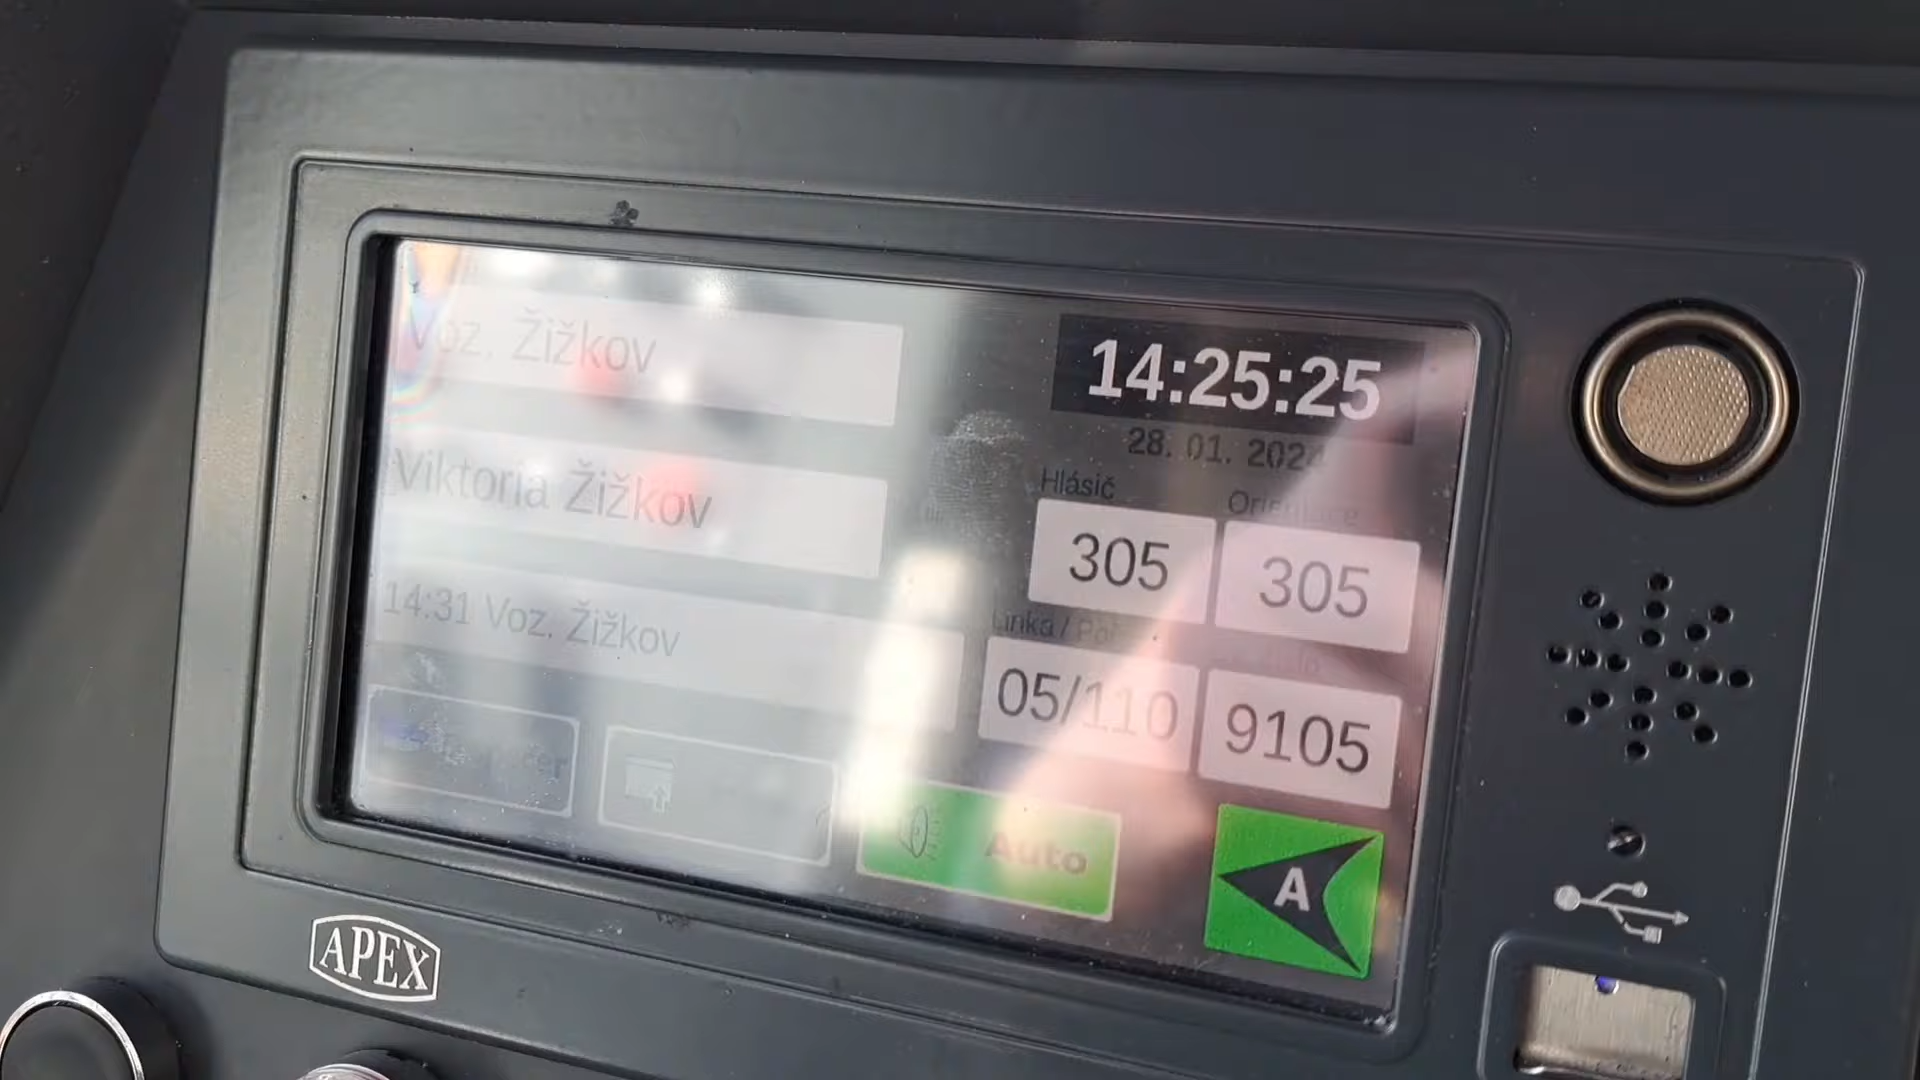 Voz. Žižkov
14:25:25
28. 01. 2024
Viktoria Žižkov
Hlásič
305
305
14:31 Voz. Žižkov
Linka /
05/110
9105
Auto
A
APEX